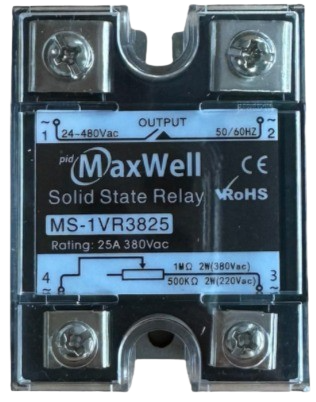 OUTPUT
~ 24-480Vac 50/60HZ ~
1 2
pid MaxWell CE
Solid State Relay RoHS
MS-1VR3825
Rating: 25A 380Vac
4 1MΩ 2W(380Vac) 3
~ 500KΩ 2W(220Vac) ~